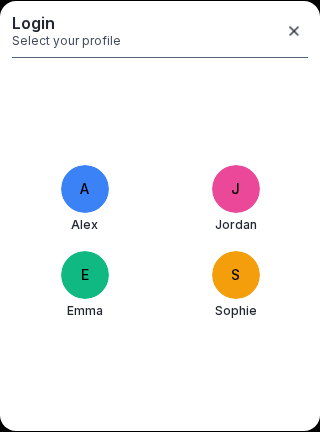 Login
Select your profile
A
J
Alex
Jordan
E
S
Emma
Sophie